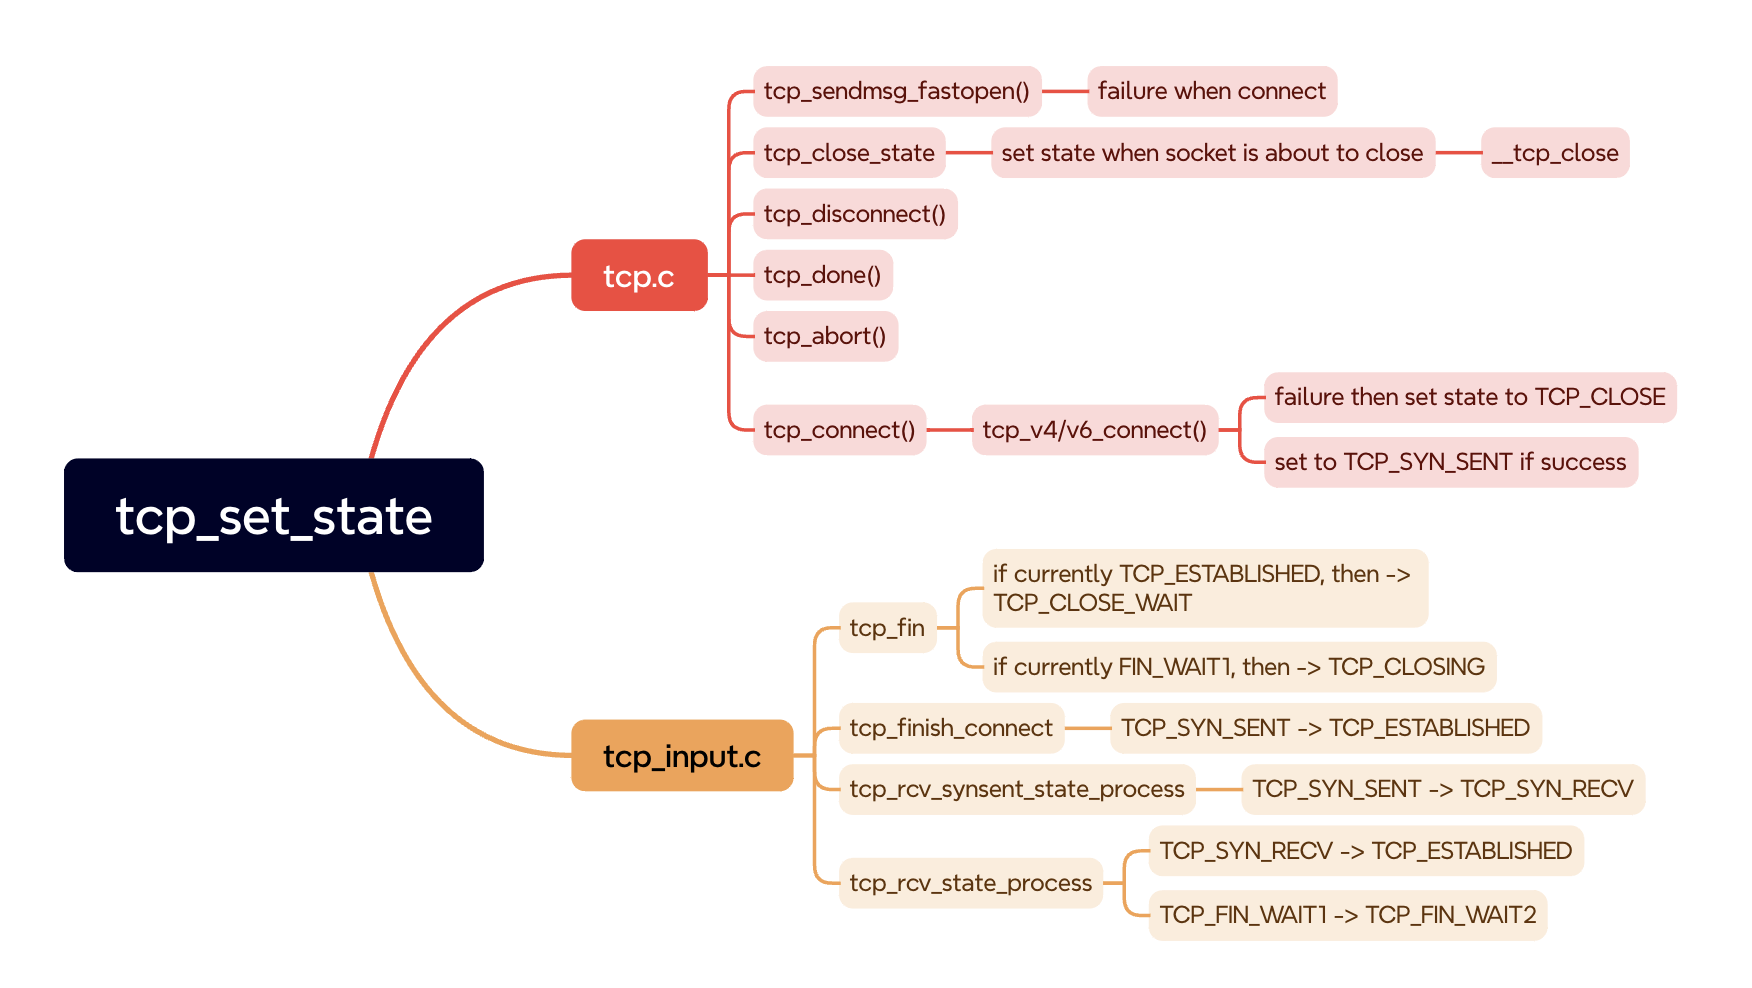 tcp_set_state
tcp.c
tcp_sendmsg_fastopen()
failure when connect
tcp_close_state
set state when socket is about to close
__tcp_close
tcp_disconnect()
tcp_done()
tcp_abort()
tcp_connect()
tcp_v4/v6_connect()
failure then set state to TCP_CLOSE
set to TCP_SYN_SENT if success
tcp_input.c
tcp_fin
if currently TCP_ESTABLISHED, then ->
TCP_CLOSE_WAIT
if currently FIN_WAIT1, then -> TCP_CLOSING
tcp_finish_connect
TCP_SYN_SENT -> TCP_ESTABLISHED
tcp_rcv_synsent_state_process
TCP_SYN_SENT -> TCP_SYN_RECV
tcp_rcv_state_process
TCP_SYN_RECV -> TCP_ESTABLISHED
TCP_FIN_WAIT1 -> TCP_FIN_WAIT2